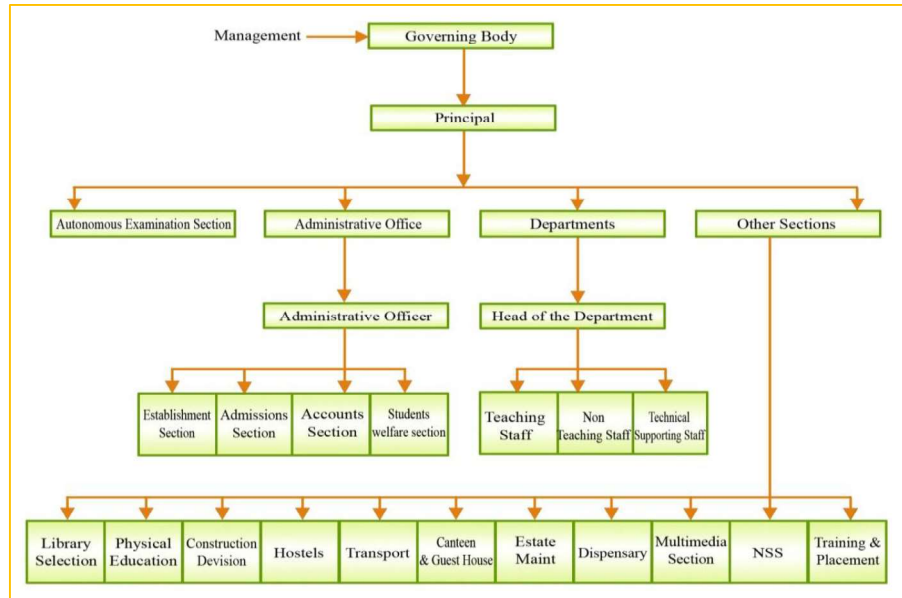 Management
Governing Body
Principal
Autonomous Examination Section
Administrative Office
Departments
Other Sections
Administrative Officer
Head of the Department
Establishment
Section
Admissions
Section
Accounts
Section
Students
welfare section
Teaching
Staff
Non
Teaching Staff
Technical
Supporting Staff
Library
Selection
Physical
Education
Construction
Devision
Hostels
Transport
Canteen
& Guest House
Estate
Maint
Dispensary
Multimedia
Section
NSS
Training &
Placement